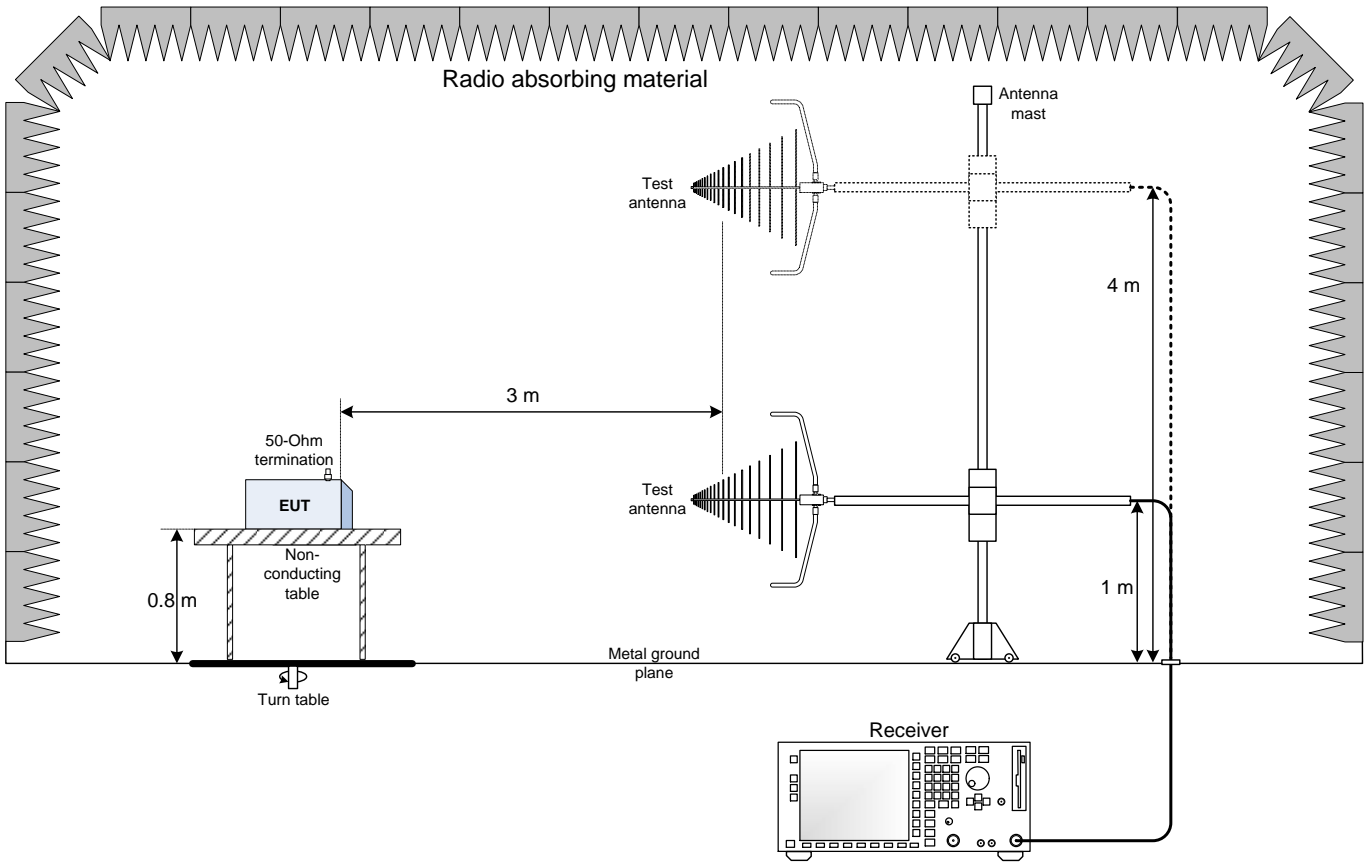 Radio absorbing material
Antenna
mast
Test
antenna
4 m
3 m
50-Ohm
termination
EUT
Test
antenna
Non-
conducting
table
0.8 m
1 m
Metal ground
plane
Turn table
Receiver